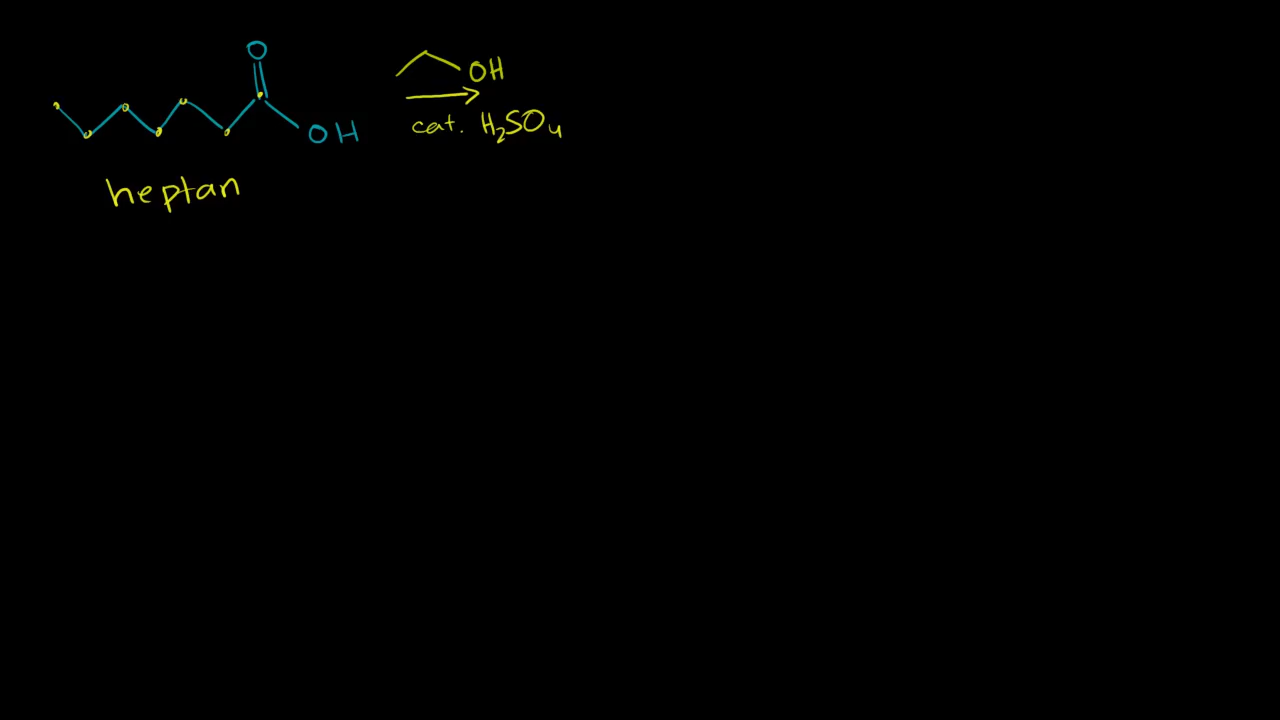 O
OH
OH
cat. H₂SO₄
heptan